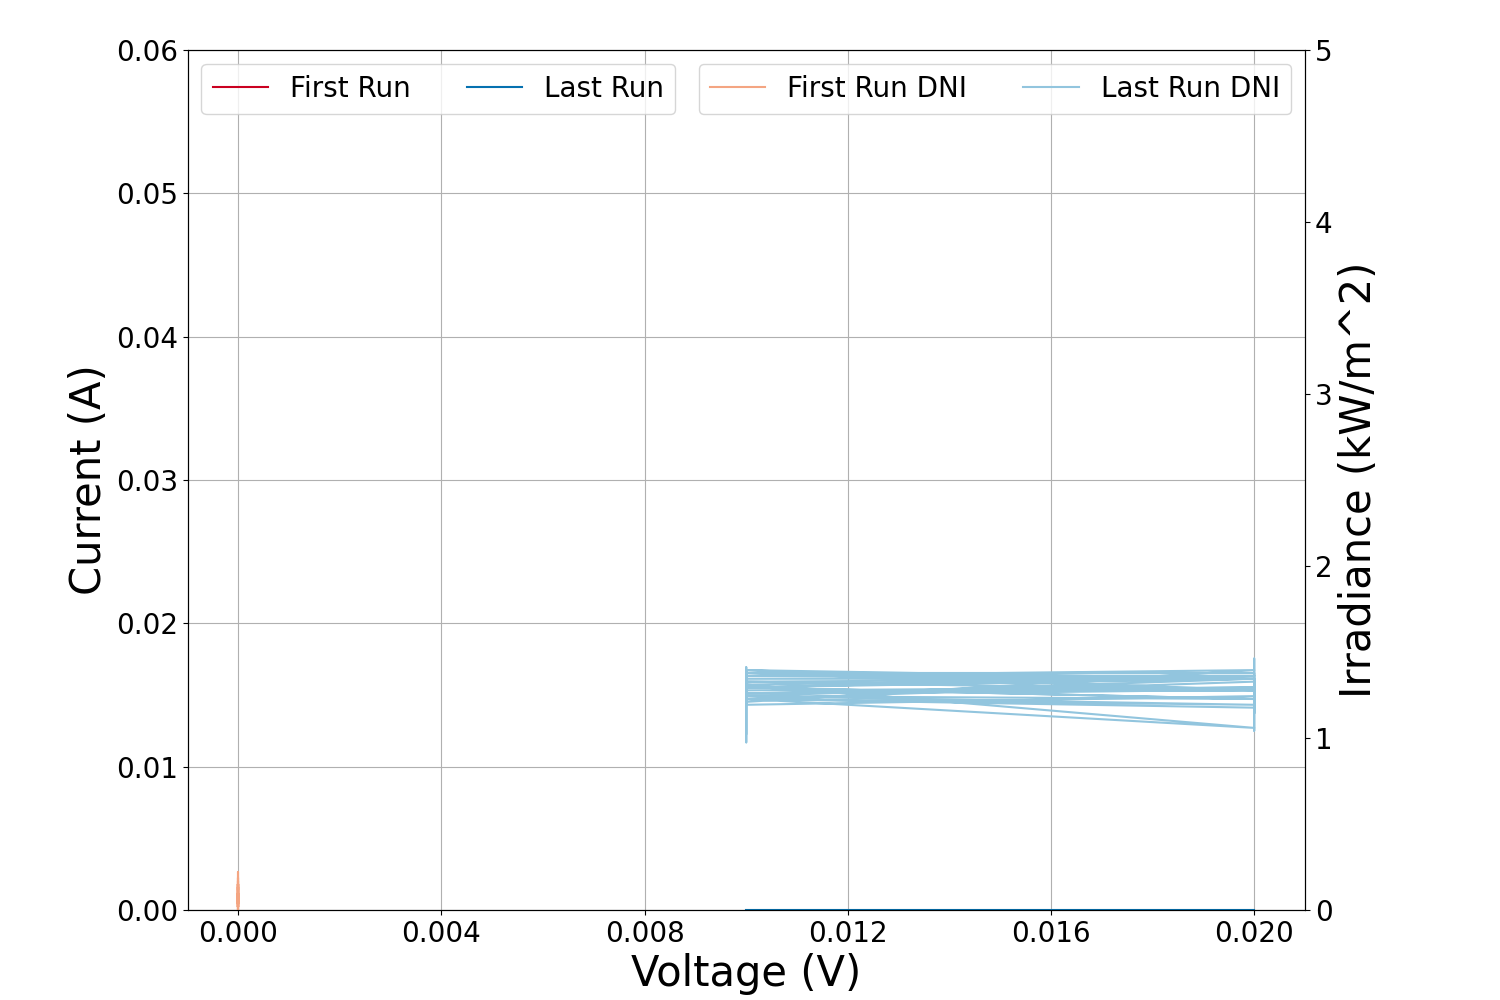 First Run
Last Run
First Run DNI
Last Run DNI
Current (A)
0.06
0.05
0.04
0.03
0.02
0.01
0.00
5
4
3
2
1
0
Irradiance (kW/m^2)
0.000
0.004
0.008
0.012
0.016
0.020
Voltage (V)